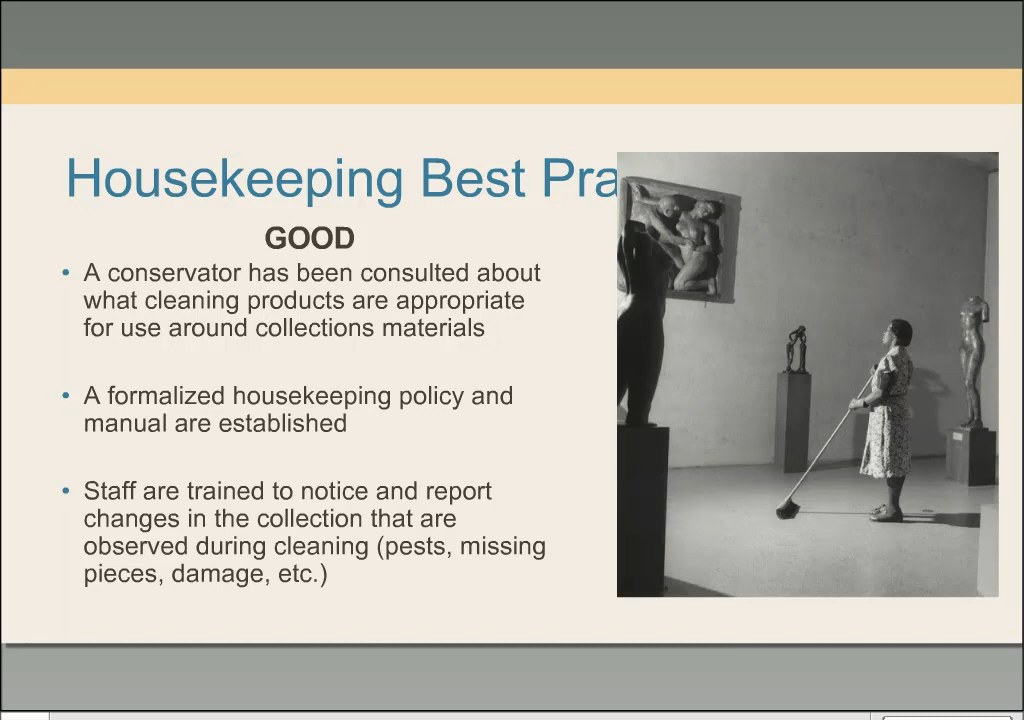 Housekeeping Best Pra
GOOD
• A conservator has been consulted about
what cleaning products are appropriate
for use around collections materials
• A formalized housekeeping policy and
manual are established
• Staff are trained to notice and report
changes in the collection that are
observed during cleaning (pests, missing
pieces, damage, etc.)